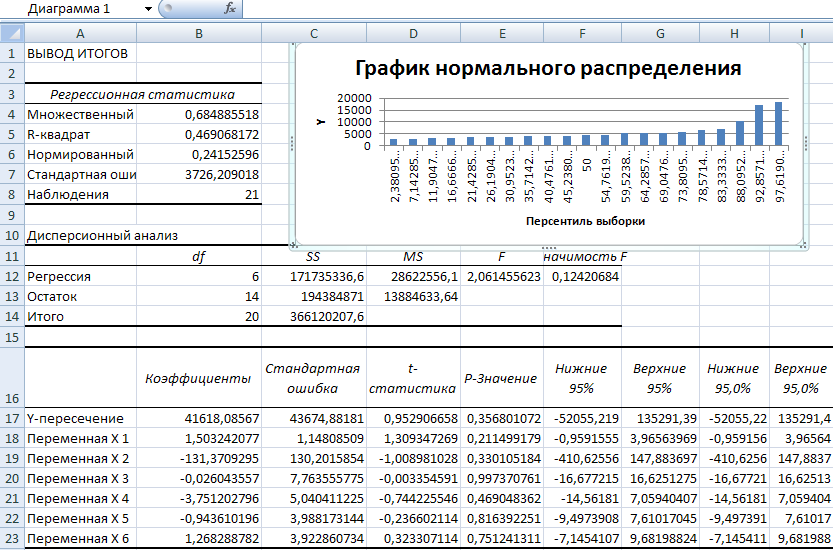 Диаграмма 1 fx
A B C D E F G H I
1 ВЫВОД ИТОГОВ
2
3 Регрессионная статистика
4 Множественный 0,684885518
5 R-квадрат 0,469068172
6 Нормированный 0,24152596
7 Стандартная оши 3726,209018
8 Наблюдения 21
9
График нормального распределения
Y
20000
15000
10000
5000
0
2,38095... 7,14285... 11,9047... 16,6666... 21,4285... 26,1904... 30,9523... 35,7142... 40,4761... 45,2380... 50 54,7619... 59,5238... 64,2857... 69,0476... 73,8095... 78,5714... 83,3333... 88,0952... 92,8571... 97,6190...
Персентиль выборки
10 Дисперсионный анализ
11 df SS MS F начимость F
12 Регрессия 6 171735336,6 28622556,1 2,061455623 0,12420684
13 Остаток 14 194384871 13884633,64
14 Итого 20 366120207,6
15
16 Коэффициенты Стандартная ошибка t-статистика P-Значение Нижние 95% Верхние 95% Нижние 95,0% Верхние 95,0%
17 Y-пересечение 41618,08567 43674,88181 0,952906658 0,356801072 -52055,219 135291,39 -52055,22 135291,4
18 Переменная X 1 1,503242077 1,14808509 1,309347269 0,211499179 -0,9591555 3,96563969 -0,959156 3,96564
19 Переменная X 2 -131,3709295 130,2015854 -1,008981028 0,330105184 -410,62556 147,883697 -410,6256 147,8837
20 Переменная X 3 -0,026043557 7,763555775 -0,003354591 0,997370761 -16,677215 16,6251275 -16,67721 16,62513
21 Переменная X 4 -3,751202796 5,040411225 -0,744225546 0,469048362 -14,56181 7,05940407 -14,56181 7,059404
22 Переменная X 5 -0,943610196 3,988173144 -0,236602114 0,816392251 -9,4973908 7,61017045 -9,497391 7,61017
23 Переменная X 6 1,268288782 3,922860734 0,323307114 0,751241311 -7,1454107 9,68198824 -7,145411 9,681988